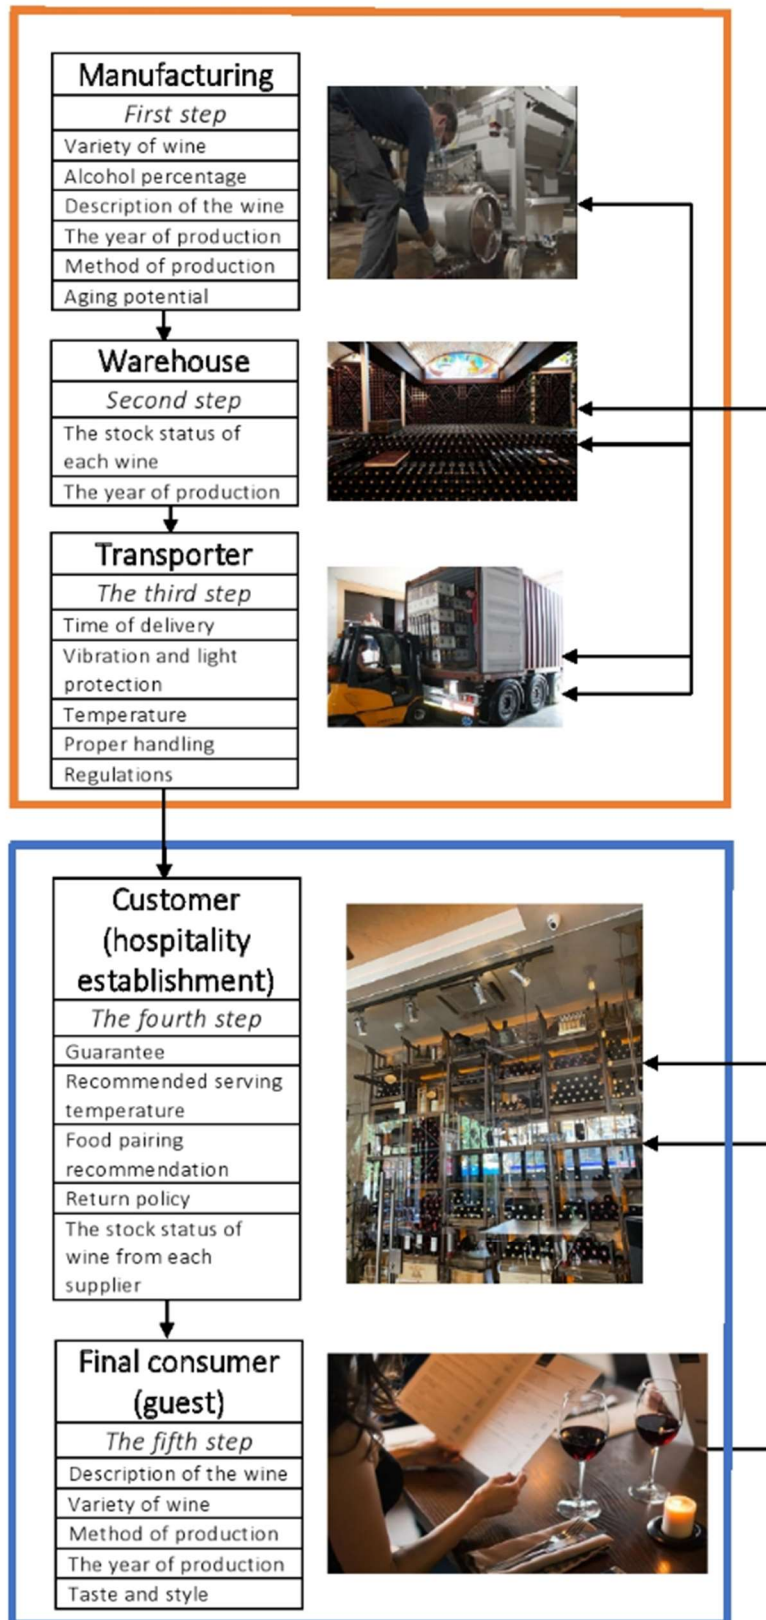 Manufacturing
First step
Variety of wine
Alcohol percentage
Description of the wine
The year of production
Method of production
Aging potential
Warehouse
Second step
The stock status of
each wine
The year of production
Transporter
The third step
Time of delivery
Vibration and light
protection
Temperature
Proper handling
Regulations
Customer
(hospitality
establishment)
The fourth step
Guarantee
Recommended serving
temperature
Food pairing
recommendation
Return policy
The stock status of
wine from each
supplier
Final consumer
(guest)
The fifth step
Description of the wine
Variety of wine
Method of production
The year of production
Taste and style